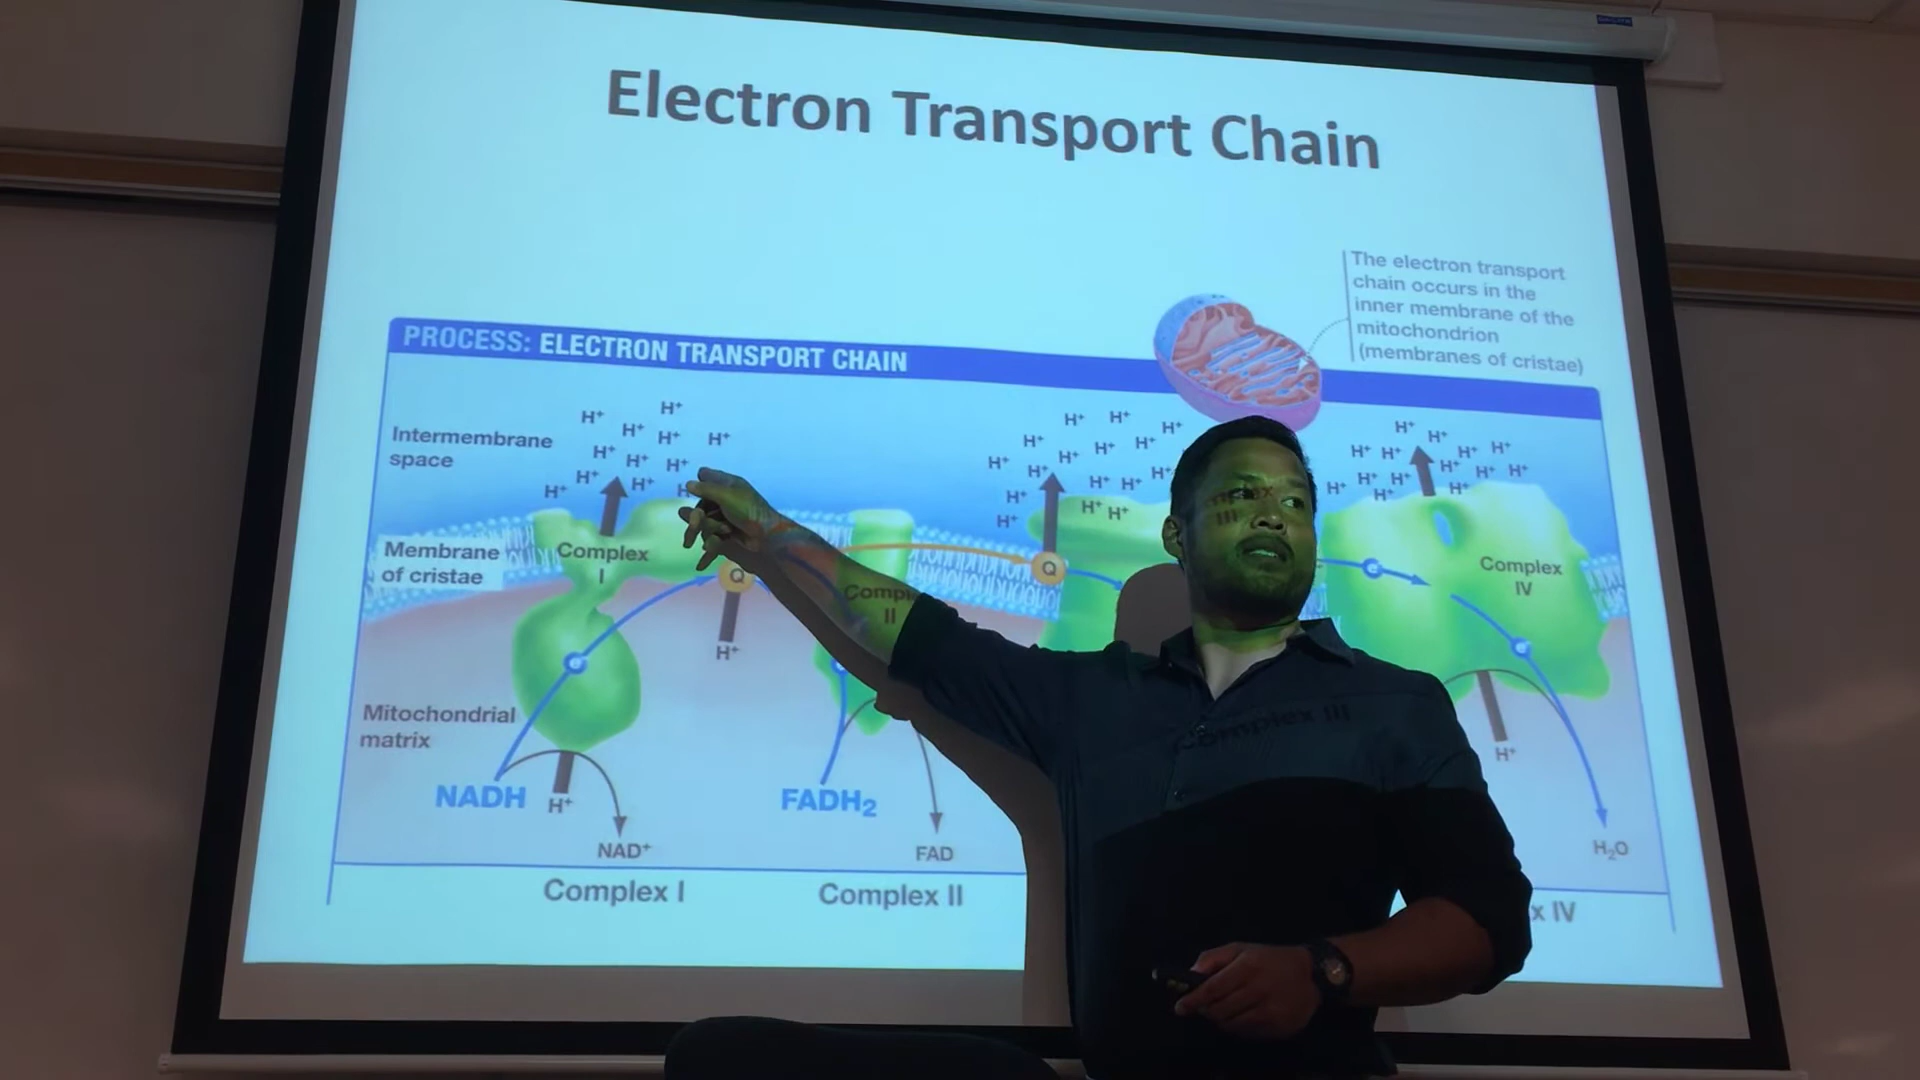 Electron Transport Chain
The electron transport
chain occurs in the
inner membrane of the
mitochondrion
(membranes of cristae)
PROCESS: ELECTRON TRANSPORT CHAIN
H⁺ H⁺ H⁺ H⁺ H⁺ H⁺ H⁺ H⁺ H⁺ H⁺ H⁺
H⁺ H⁺ H⁺ H⁺ H⁺ H⁺ H⁺ H⁺ H⁺ H⁺ H⁺ H⁺ H⁺ H⁺ H⁺
H⁺ H⁺ H⁺ H⁺ H⁺ H⁺ H⁺ H⁺ H⁺ H⁺ H⁺ H⁺ H⁺ H⁺
Intermembrane
space
Membrane
of cristae
Complex
I
Q
II
Q
e⁻
Complex
IV
H⁺
e⁻
e⁻
III
Complex III
Mitochondrial
matrix
H⁺
NADH
H⁺
FADH₂
NAD⁺
FAD
H₂O
Complex I
Complex II
x IV